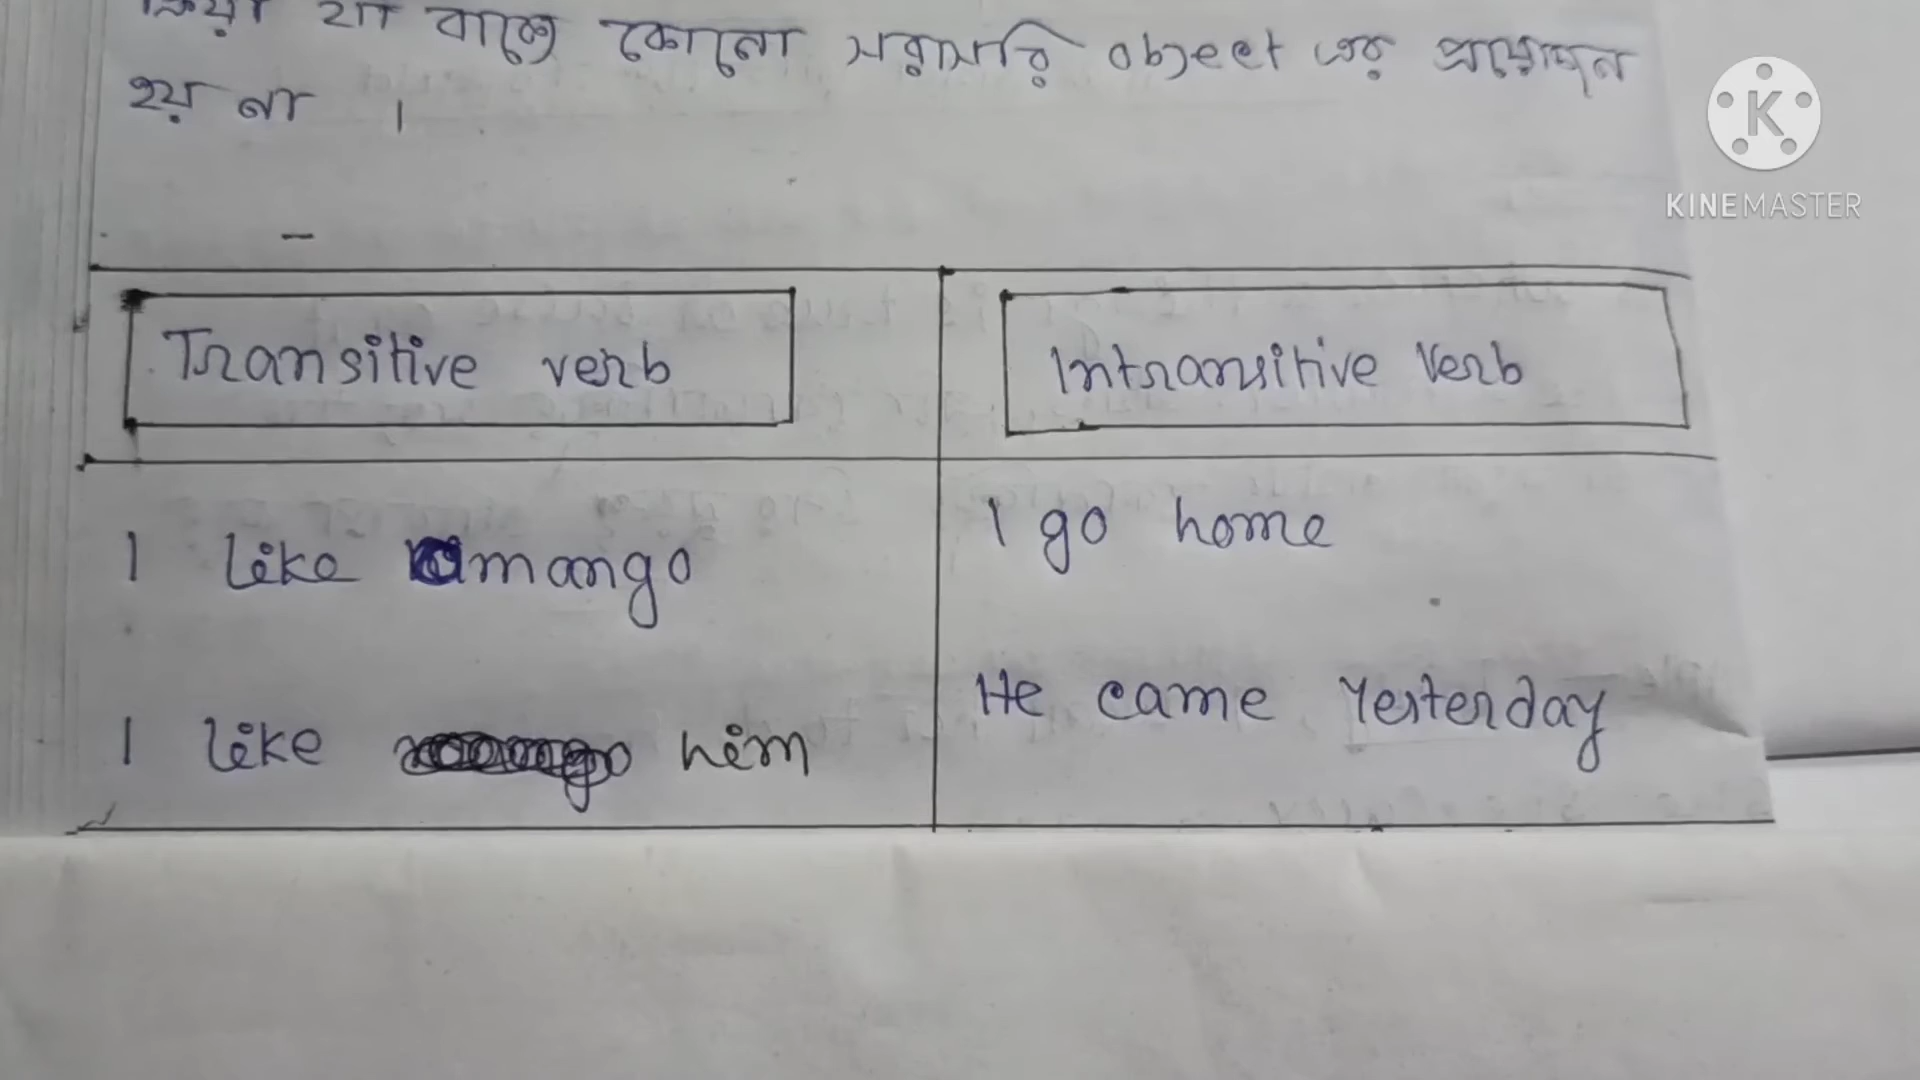 ক্রিয়া যা বাক্যে কোনো সরাসরি object এর প্রয়োজন
হয় না ।
K
KINEMASTER
Transitive verb
Intransitive Verb
I like mango
I go home
I like him
He came Yesterday